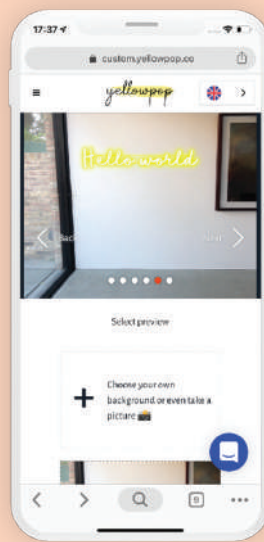 17:37
custom.yellowpop.co
yellowpop
Hello world
Back
Next
Select preview
Choose your own
background or even take a
picture